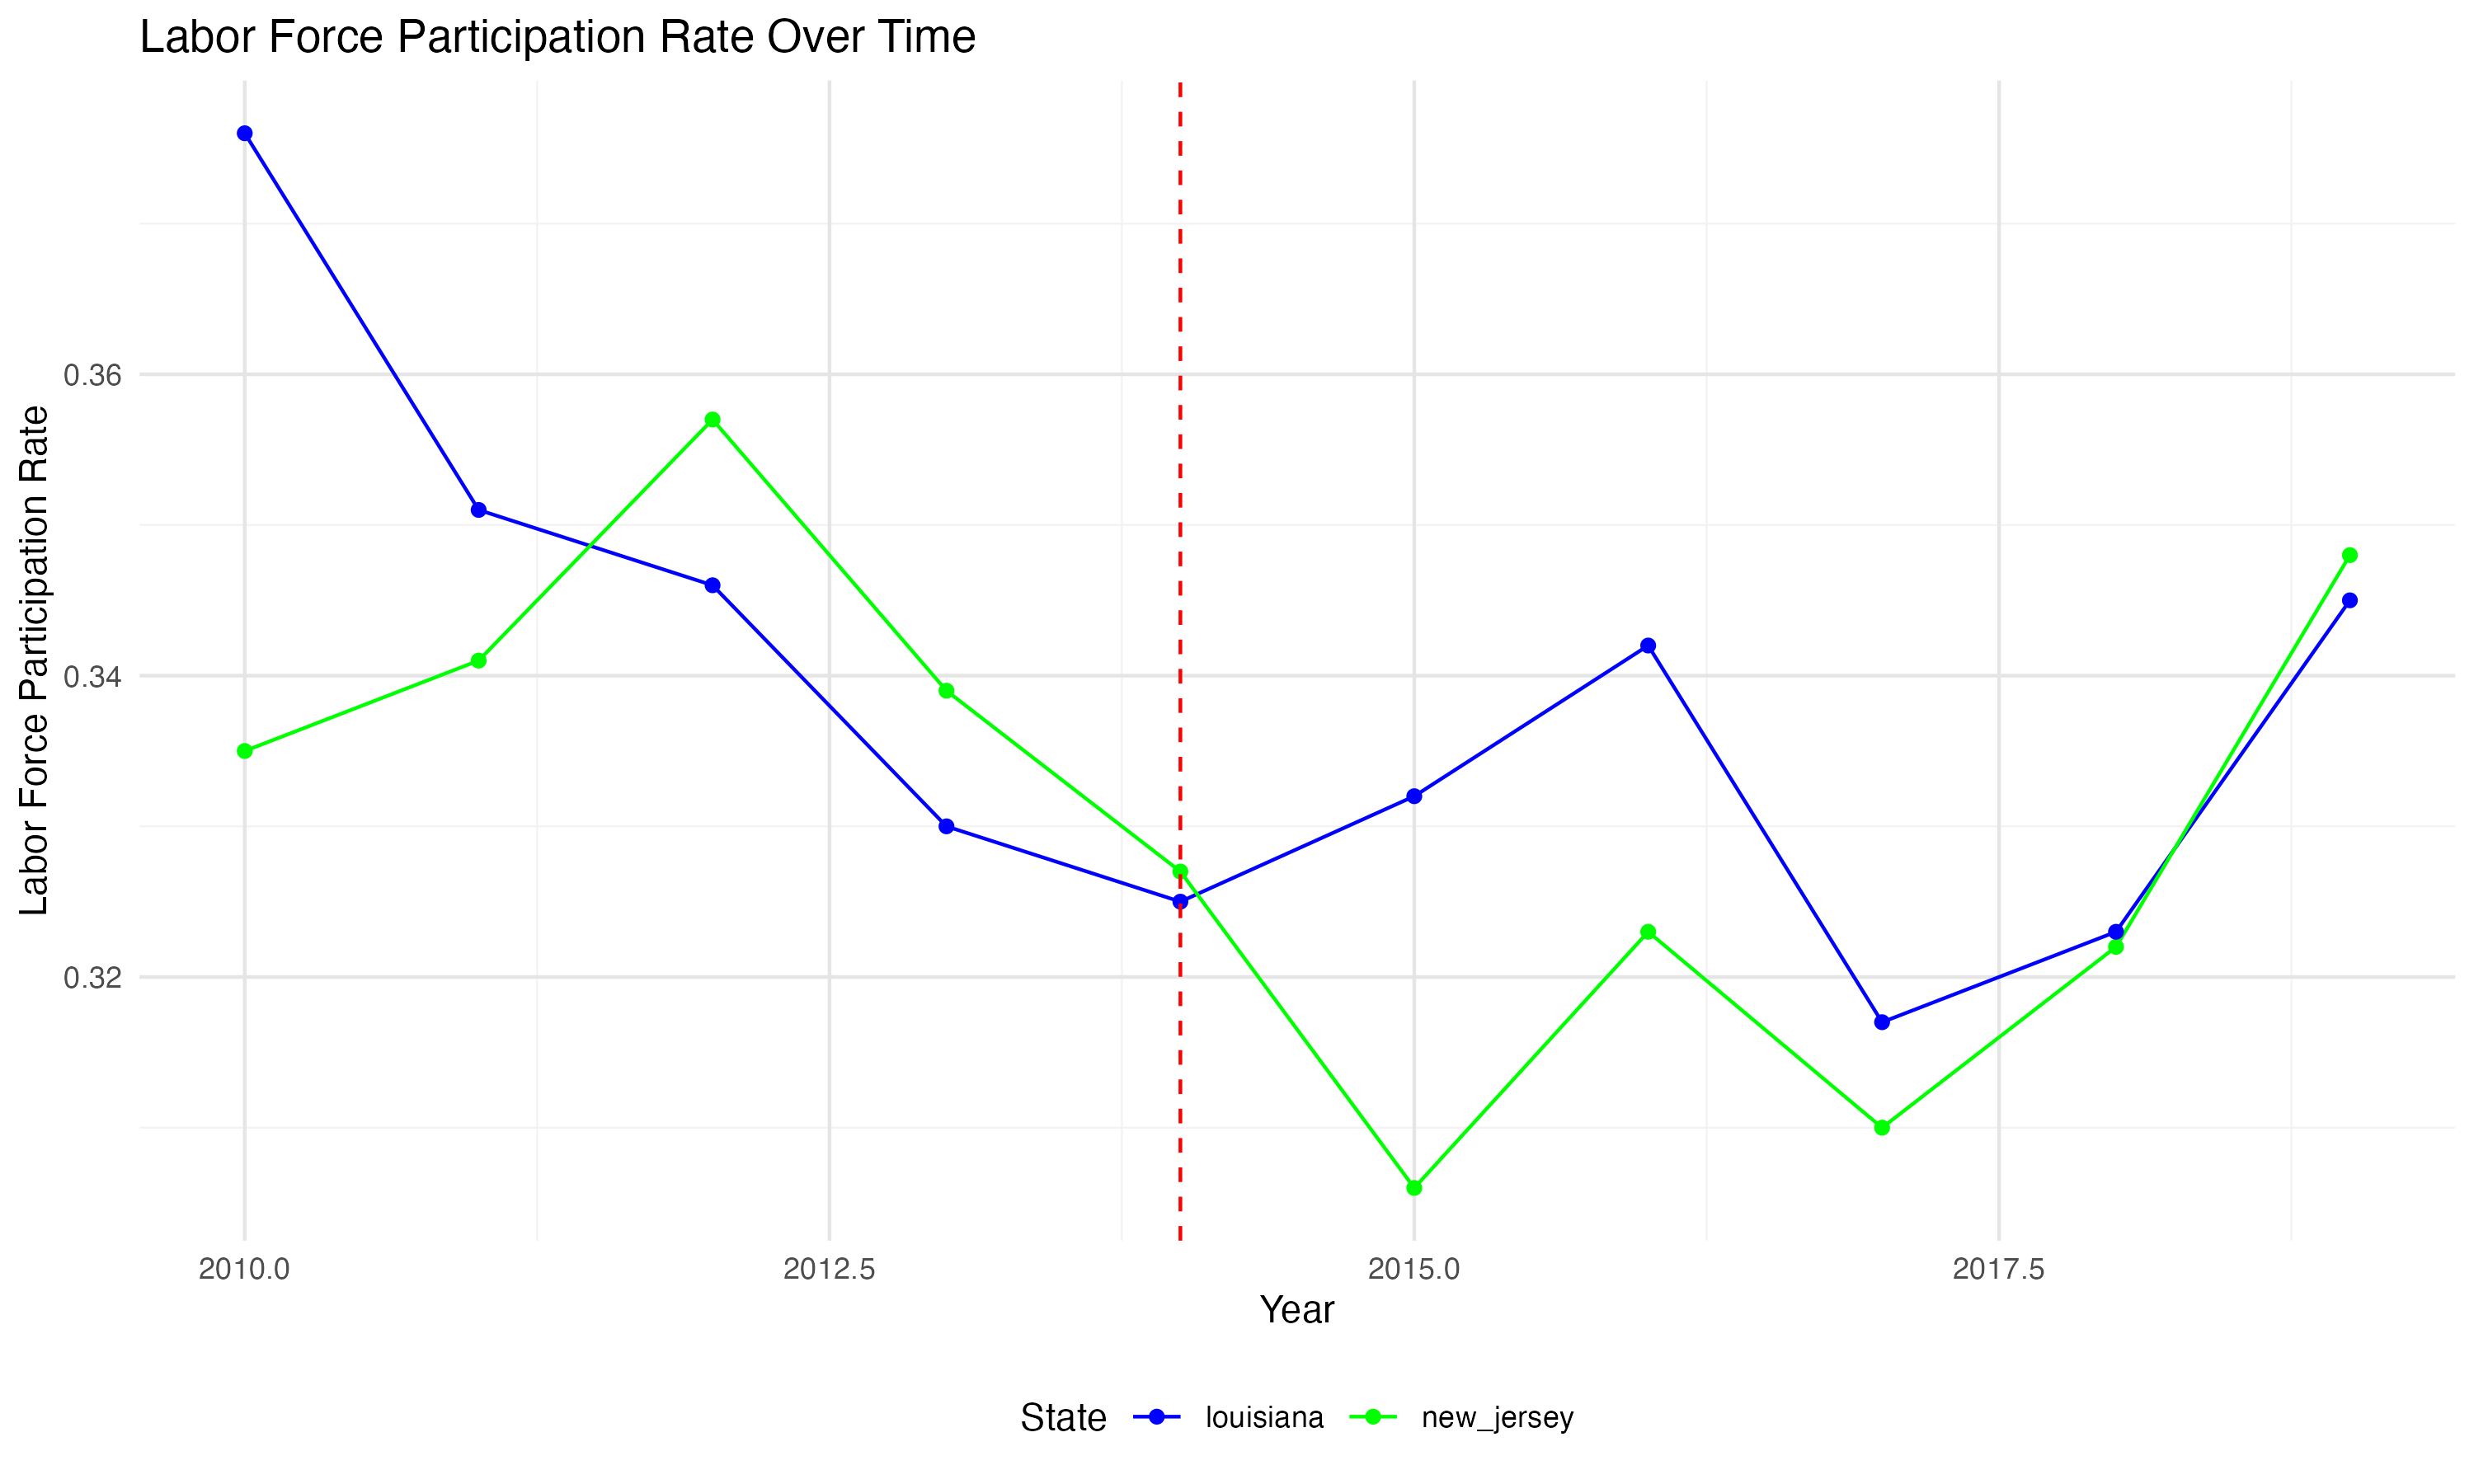 Labor Force Participation Rate Over Time
Labor Force Participation Rate
0.36
0.34
0.32
2010.0 2012.5 2015.0 2017.5
Year
State louisiana new_jersey